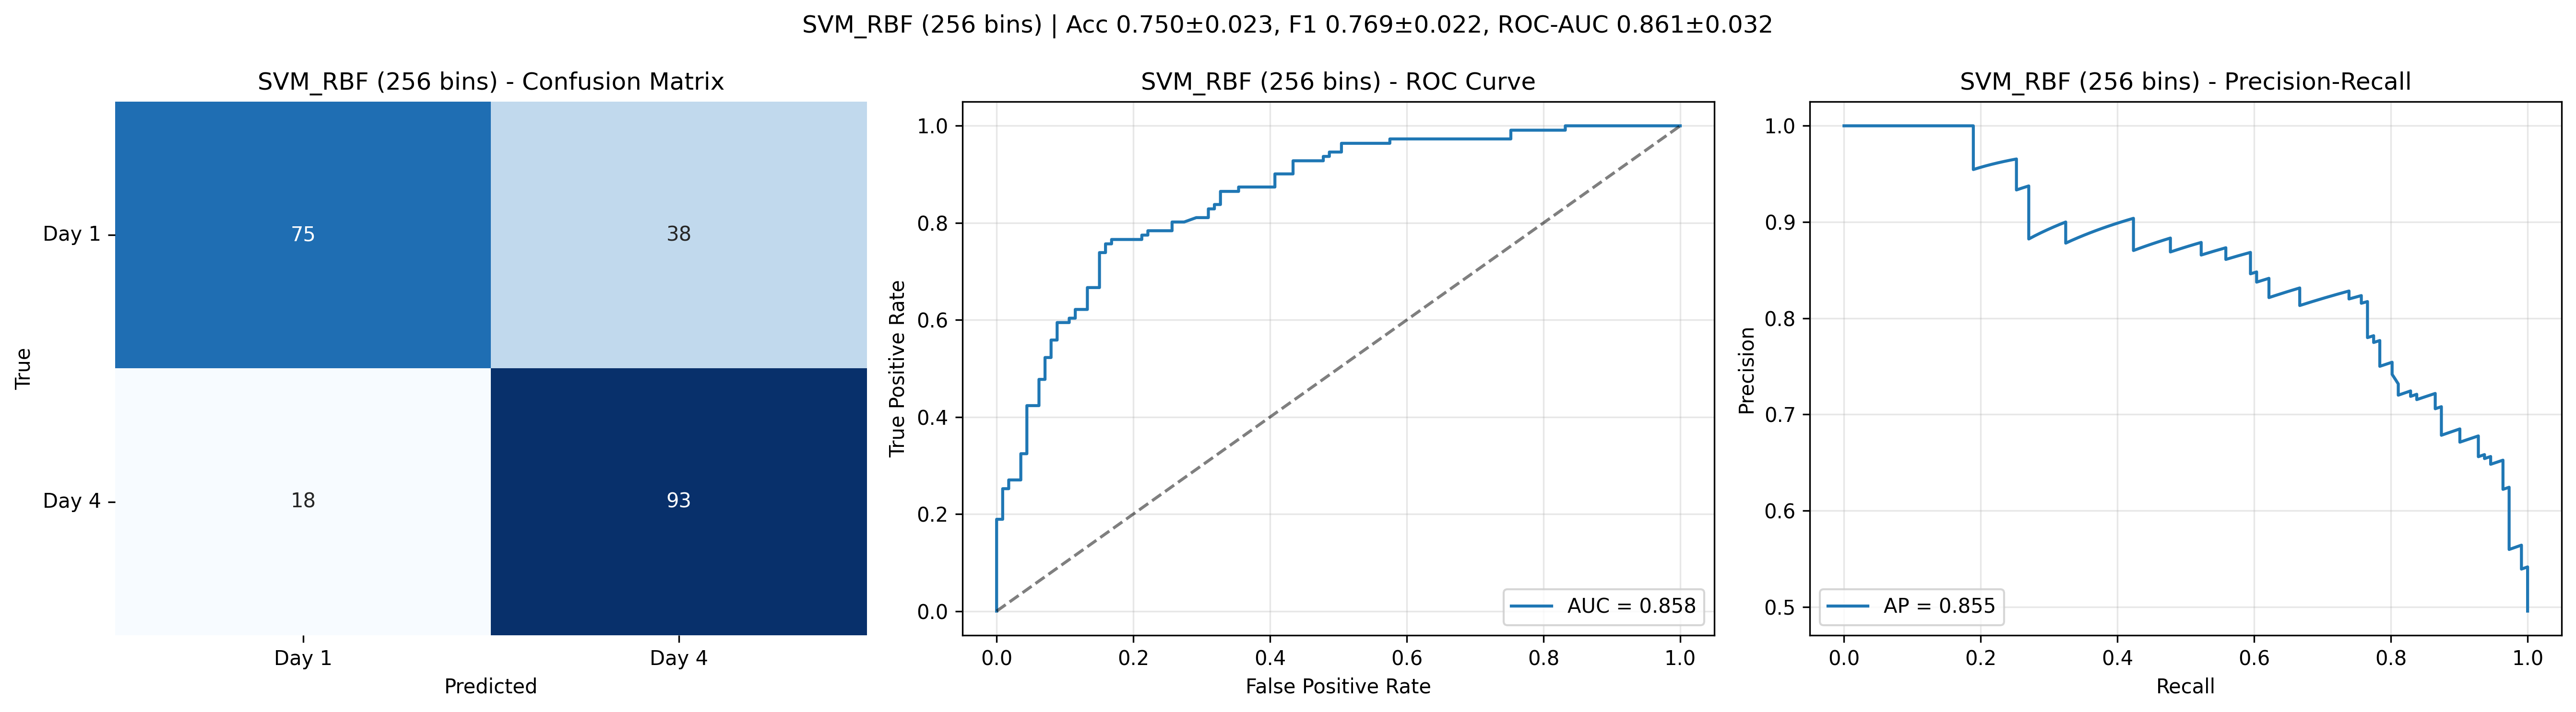 SVM_RBF (256 bins) | Acc 0.750±0.023, F1 0.769±0.022, ROC-AUC 0.861±0.032
SVM_RBF (256 bins) - Confusion Matrix
True
Day 1
75
38
Day 4
18
93
Day 1
Day 4
Predicted
SVM_RBF (256 bins) - ROC Curve
True Positive Rate
1.0
0.8
0.6
0.4
0.2
0.0
AUC = 0.858
0.0
0.2
0.4
0.6
0.8
1.0
False Positive Rate
SVM_RBF (256 bins) - Precision-Recall
Precision
1.0
0.9
0.8
0.7
0.6
0.5
AP = 0.855
0.0
0.2
0.4
0.6
0.8
1.0
Recall